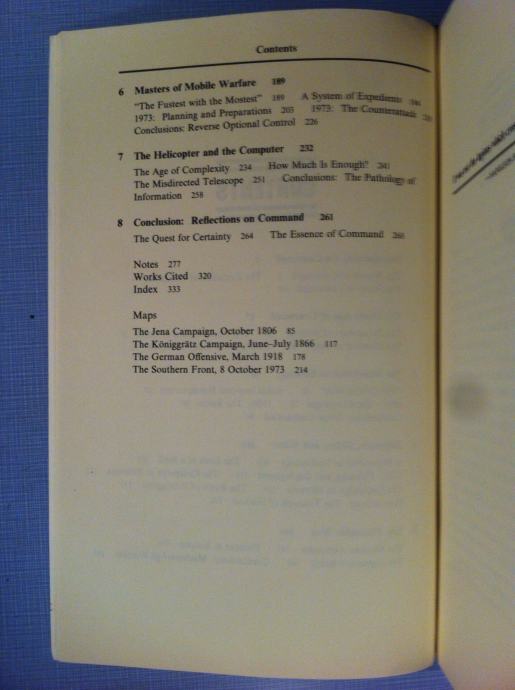 Contents
6 Masters of Mobile Warfare 189
"The Fustest with the Mostest" 189 A System of Expedients
1973: Planning and Preparations 203 1973: The Counterattack
Conclusions: Reverse Optional Control 226
7 The Helicopter and the Computer 232
The Age of Complexity 234 How Much Is Enough? 241
The Misdirected Telescope 251 Conclusions: The Pathology of
Information 258
8 Conclusion: Reflections on Command 261
The Quest for Certainty 264 The Essence of Command 268
Notes 277
Works Cited 320
Index 333
Maps
The Jena Campaign, October 1806 85
The Königgrätz Campaign, June–July 1866 117
The German Offensive, March 1918 178
The Southern Front, 8 October 1973 214